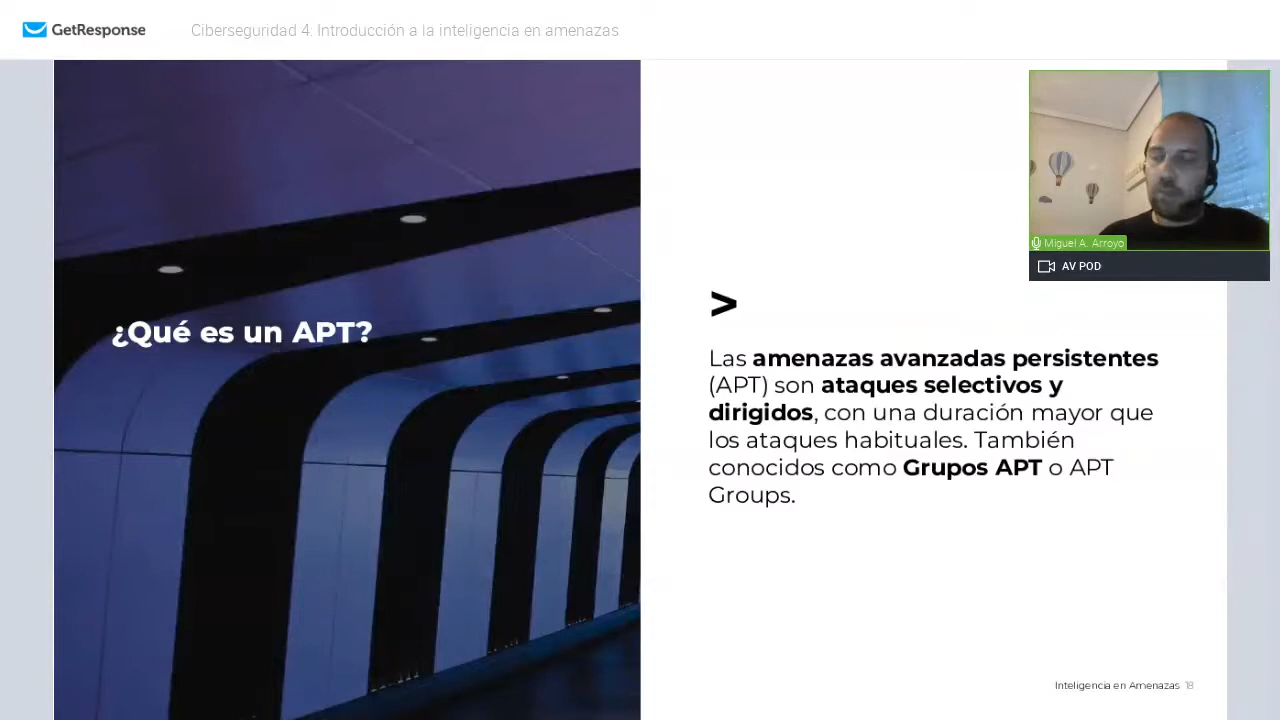 GetResponse
Ciberseguridad 4: Introducción a la inteligencia en amenazas
¿Qué es un APT?
>
Las amenazas avanzadas persistentes
(APT) son ataques selectivos y
dirigidos, con una duración mayor que
los ataques habituales. También
conocidos como Grupos APT o APT
Groups.
Miguel A. Arroyo
AV POD
Inteligencia en Amenazas 18